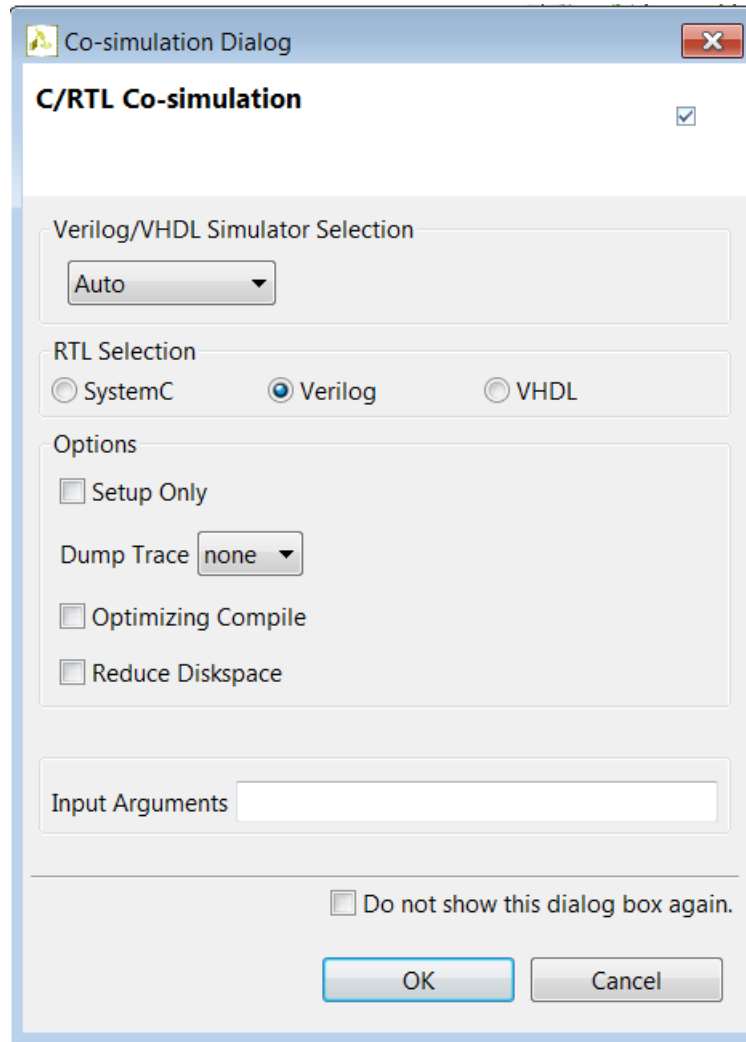 Co-simulation Dialog
C/RTL Co-simulation
Verilog/VHDL Simulator Selection
Auto
RTL Selection
SystemC Verilog VHDL
Options
Setup Only
Dump Trace none
Optimizing Compile
Reduce Diskspace
Input Arguments
Do not show this dialog box again.
OK Cancel